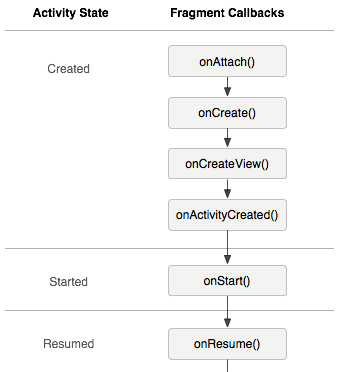 Activity State Fragment Callbacks
Created
onAttach()
onCreate()
onCreateView()
onActivityCreated()
Started
onStart()
Resumed
onResume()